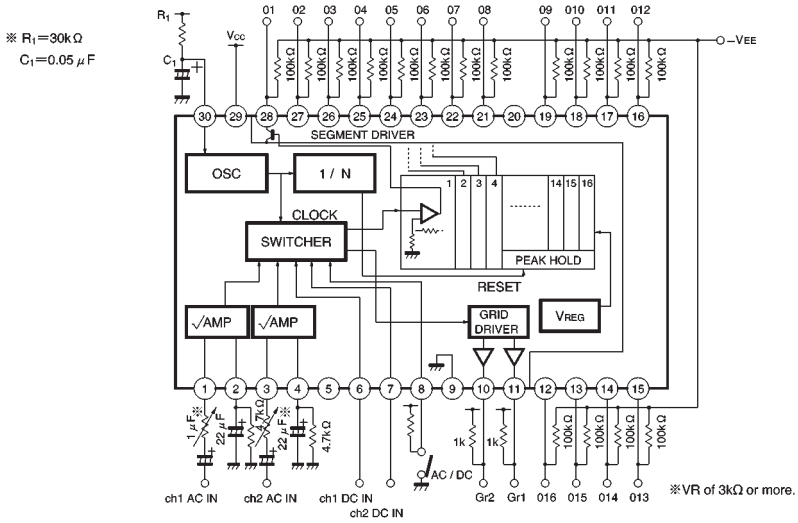 ※ R1=30kΩ
C1=0.05 μF
R1
C1
VCC
01 02 03 04 05 06 07 08 09 010 011 012
-VEE
100kΩ 100kΩ 100kΩ 100kΩ 100kΩ 100kΩ 100kΩ 100kΩ 100kΩ 100kΩ 100kΩ 100kΩ
30 29 28 27 26 25 24 23 22 21 20 19 18 17 16
SEGMENT DRIVER
OSC
1 / N
1 2 3 4 14 15 16
CLOCK
SWITCHER
PEAK HOLD
RESET
√AMP
√AMP
GRID
DRIVER
VREG
1 2 3 4 5 6 7 8 9 10 11 12 13 14 15
1 μF ※
22 μF
4.7kΩ
※
22 μF
4.7kΩ
AC / DC
1k
1k
100kΩ 100kΩ 100kΩ 100kΩ
ch1 AC IN
ch2 AC IN
ch1 DC IN
ch2 DC IN
Gr2 Gr1
016 015 014 013
※VR of 3kΩ or more.